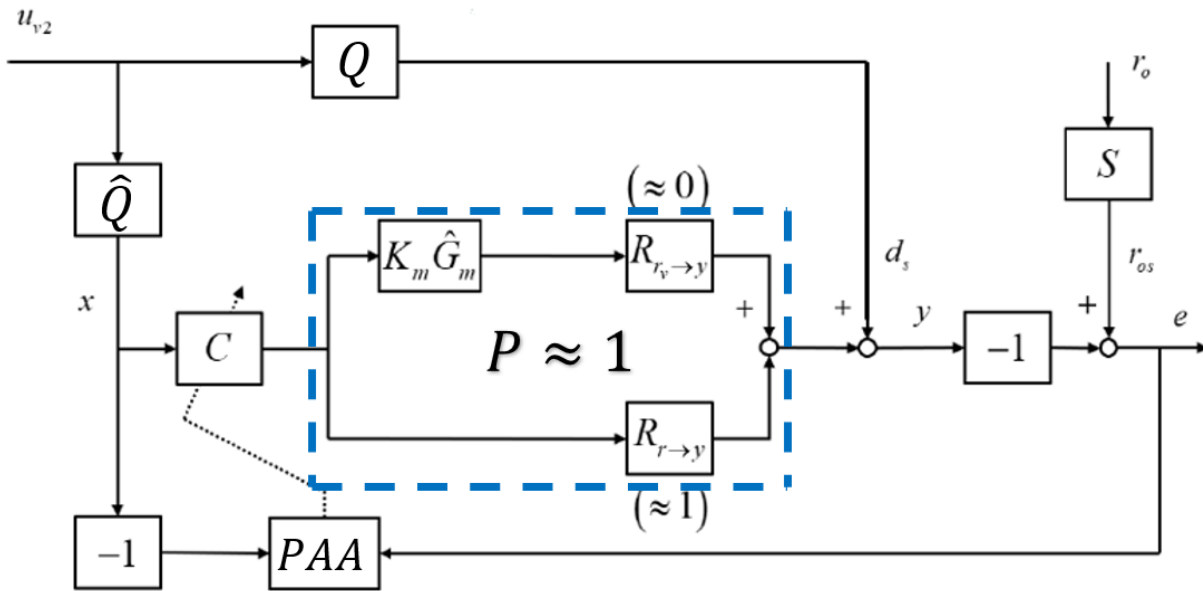 u_{v2}
Q
r_o
S
Q̂
(≈ 0)
K_m Ĝ_m
R_{r_v→y}
d_s
r_{os}
x
+
+
y
+
e
C
P ≈ 1
−1
R_{r→y}
(≈ 1)
−1
PAA